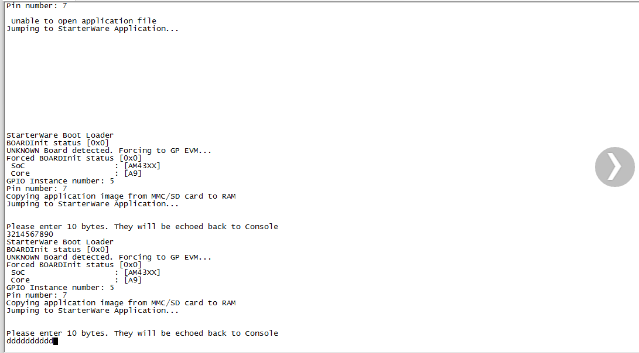 Pin number: 7
Unable to open application file
Jumping to StarterWare Application...
StarterWare Boot Loader
BOARDInit status [0x0]
UNKNOWN Board detected. Forcing to GP EVM...
Forced BOARDInit status [0x0]
SoC : [AM43XX]
Core : [A9]
GPIO Instance number: 5
Pin number: 7
Copying application image from MMC/SD card to RAM
Jumping to StarterWare Application...
Please enter 10 bytes. They will be echoed back to Console
3214567890
StarterWare Boot Loader
BOARDInit status [0x0]
UNKNOWN Board detected. Forcing to GP EVM...
Forced BOARDInit status [0x0]
SoC : [AM43XX]
Core : [A9]
GPIO Instance number: 5
Pin number: 7
Copying application image from MMC/SD card to RAM
Jumping to StarterWare Application...
Please enter 10 bytes. They will be echoed back to Console
dddddddddd